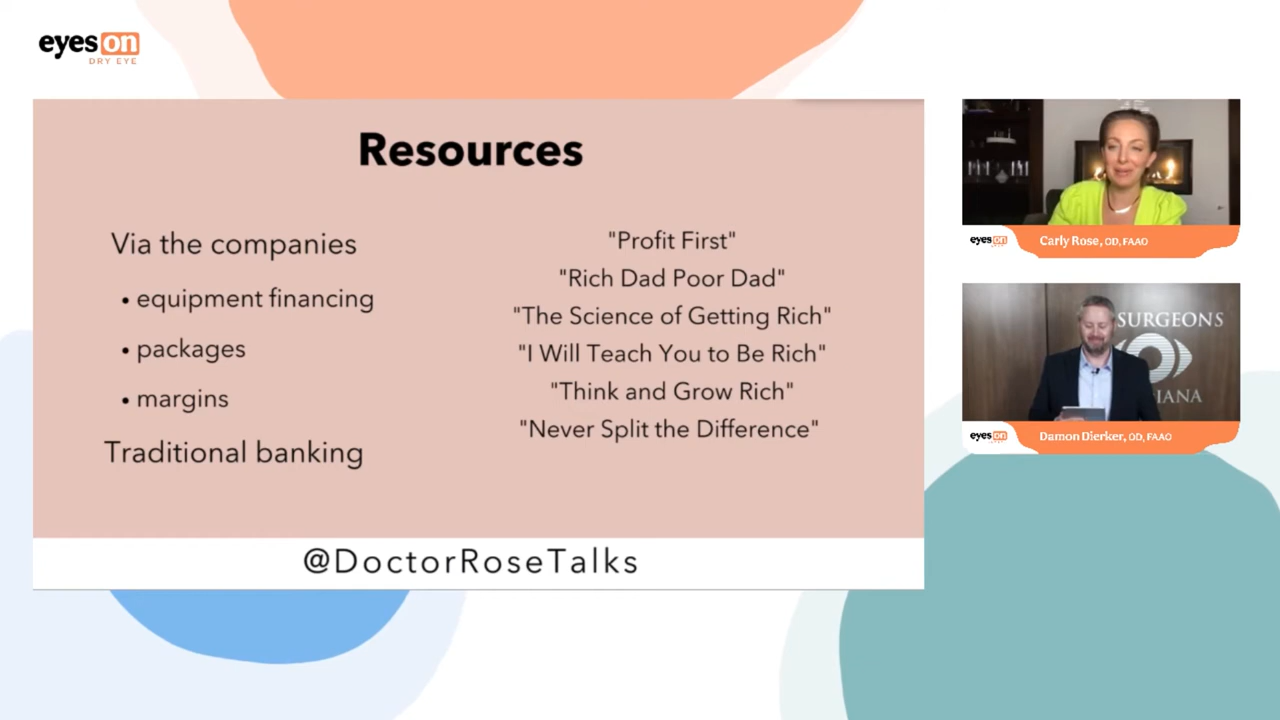 eyes on
DRY EYE
Resources
Via the companies
• equipment financing
• packages
• margins
Traditional banking
"Profit First"
"Rich Dad Poor Dad"
"The Science of Getting Rich"
"I Will Teach You to Be Rich"
"Think and Grow Rich"
"Never Split the Difference"
@DoctorRoseTalks
eyes on
Carly Rose, OD, FAAO
SURGEONS
IANA
eyes on
Damon Dierker, OD, FAAO